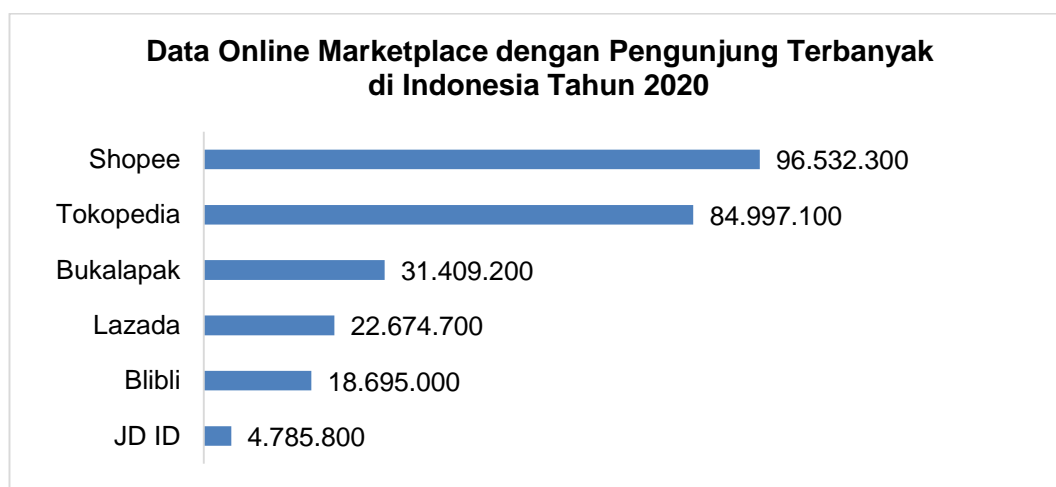 Data Online Marketplace dengan Pengunjung Terbanyak
di Indonesia Tahun 2020
Shopee 96.532.300
Tokopedia 84.997.100
Bukalapak 31.409.200
Lazada 22.674.700
Blibli 18.695.000
JD ID 4.785.800